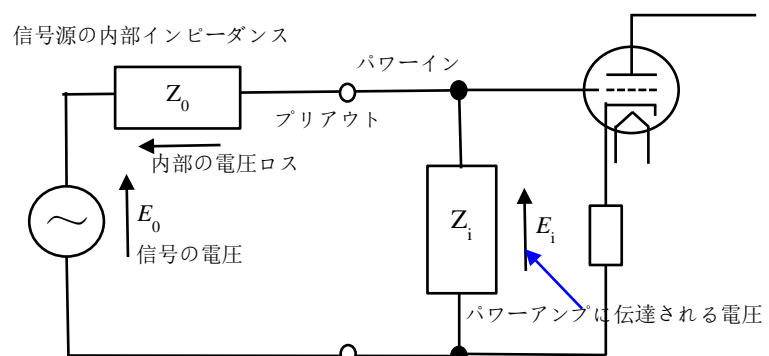 信号源の内部インピーダンス
パワーイン
Z0
プリアウト
内部の電圧ロス
E0
信号の電圧
Zi
Ei
パワーアンプに伝達される電圧